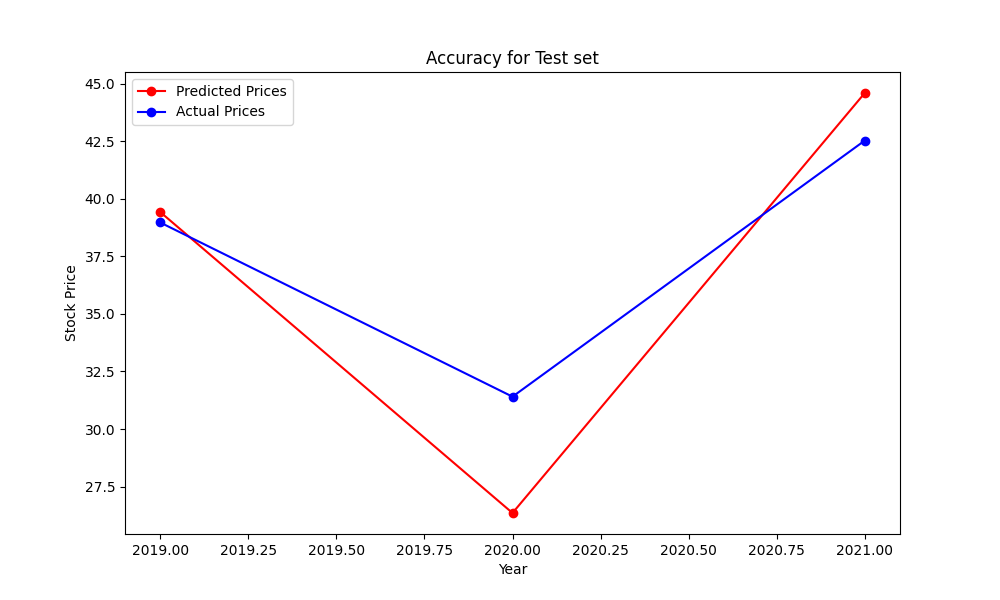 Accuracy for Test set
Predicted Prices
Actual Prices
45.0
42.5
40.0
37.5
35.0
32.5
30.0
27.5
Stock Price
2019.00 2019.25 2019.50 2019.75 2020.00 2020.25 2020.50 2020.75 2021.00
Year